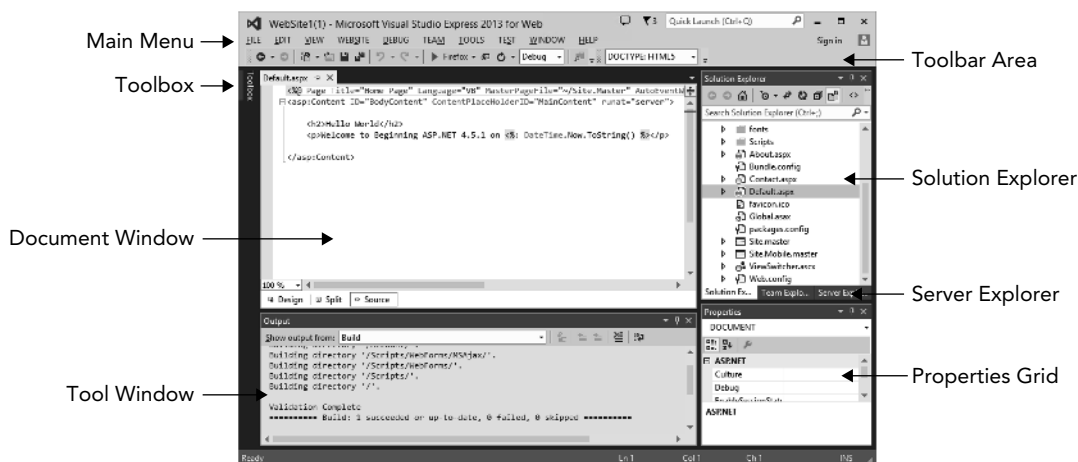 WebSite1(1) - Microsoft Visual Studio Express 2013 for Web
3
Quick Launch (Ctrl+Q)
Main Menu
FILE EDIT VIEW WEBSITE DEBUG TEAM TOOLS TEST WINDOW HELP
Sign in
Firefox
Debug
DOCTYPE: HTML5
Toolbar Area
Toolbox
Toolbox
Default.aspx
<%@ Page Title="Home Page" Language="VB" MasterPageFile="~/Site.Master"
<asp:Content ID="BodyContent" ContentPlaceHolderID="MainContent" runat="server">
<h2>Hello World</h2>
<p>Welcome to Beginning ASP.NET 4.5.1 on <%: DateTime.Now.ToString() %></p>
</asp:Content>
Document Window
100 %
Design Split Source
Solution Explorer
Search Solution Explorer (Ctrl+;)
fonts
Scripts
About.aspx
Bundle.config
Contact.aspx
Default.aspx
favicon.ico
Global.asax
packages.config
Site.master
Site.Mobile.master
ViewSwitcher.ascx
Web.config
Solution Explorer
Solution Ex... Team Explo... Server Exp...
Server Explorer
Output
Show output from: Build
Building directory '/Scripts/WebForms/MSAjax/'.
Building directory '/Scripts/WebForms/'.
Building directory '/Scripts/'.
Building directory '/'.
Validation Complete
========== Build: 1 succeeded or up-to-date, 0 failed, 0 skipped ==========
Tool Window
Properties
DOCUMENT
ASP.NET
Culture
Debug
ASP.NET
Properties Grid
Ready
Ln 1 Col 1 Ch 1 INS